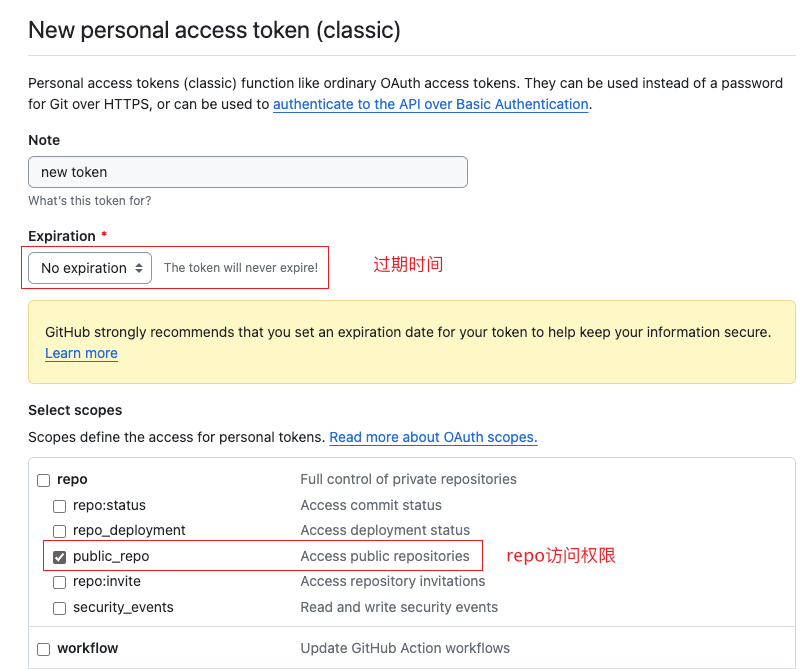 New personal access token (classic)
Personal access tokens (classic) function like ordinary OAuth access tokens. They can be used instead of a password
for Git over HTTPS, or can be used to authenticate to the API over Basic Authentication.
Note
new token
What's this token for?
Expiration *
No expiration The token will never expire! 过期时间
GitHub strongly recommends that you set an expiration date for your token to help keep your information secure.
Learn more
Select scopes
Scopes define the access for personal tokens. Read more about OAuth scopes.
repo Full control of private repositories
repo:status Access commit status
repo_deployment Access deployment status
public_repo Access public repositories repo访问权限
repo:invite Access repository invitations
security_events Read and write security events
workflow Update GitHub Action workflows